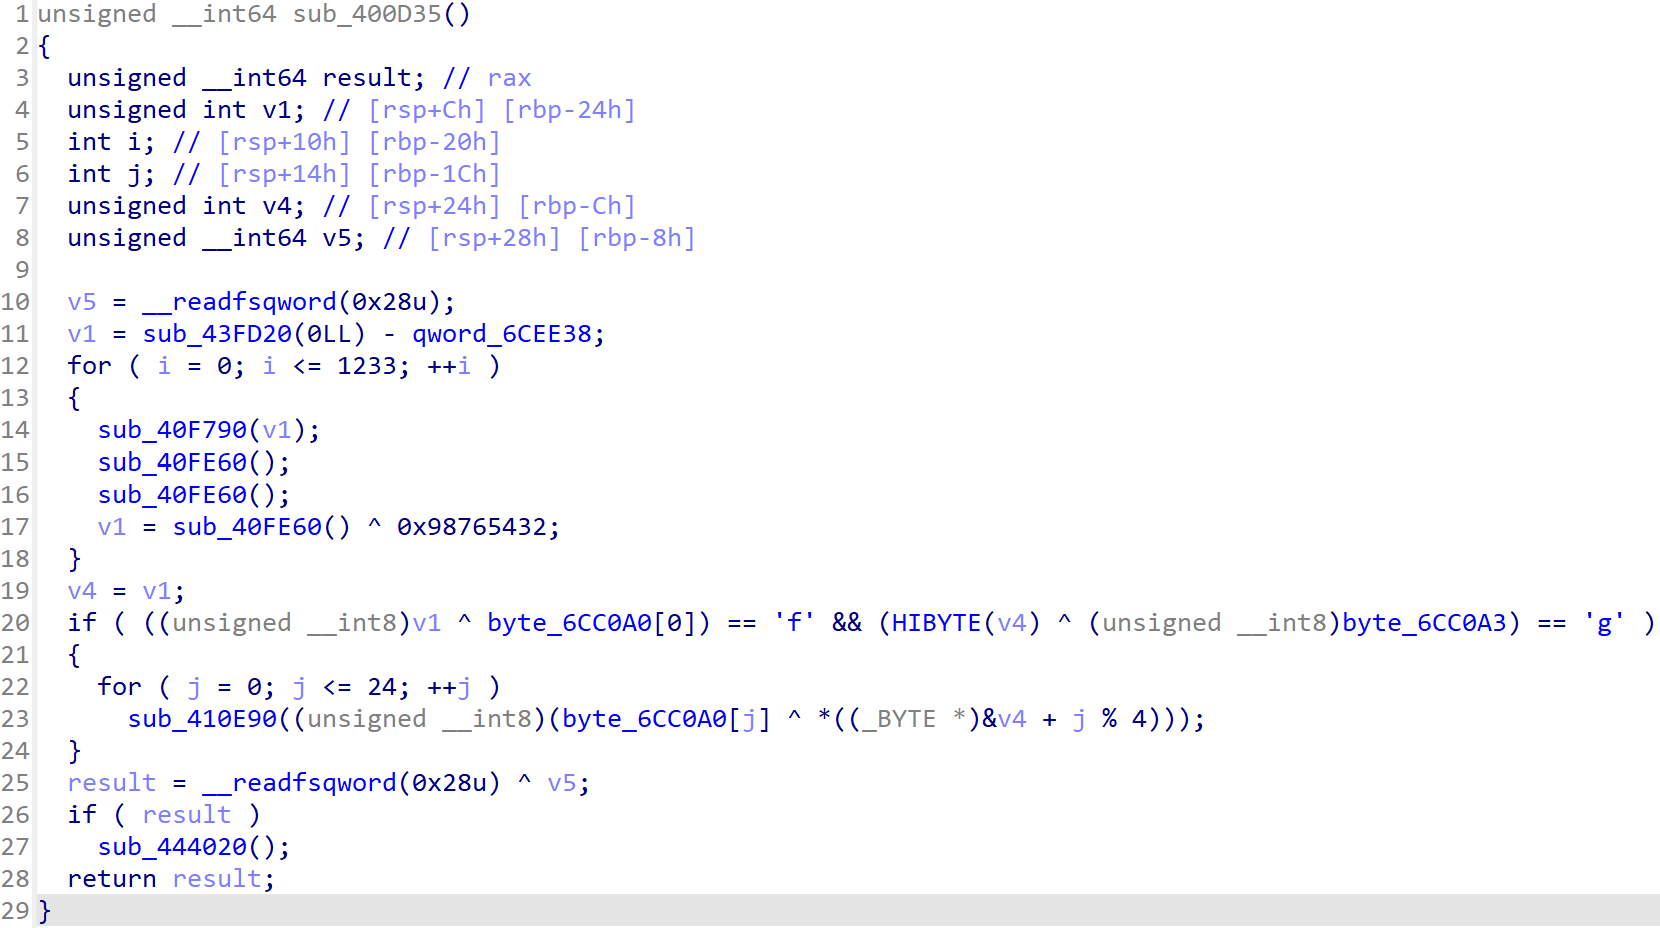 1 unsigned __int64 sub_400D35()
2 {
3   unsigned __int64 result; // rax
4   unsigned int v1; // [rsp+Ch] [rbp-24h]
5   int i; // [rsp+10h] [rbp-20h]
6   int j; // [rsp+14h] [rbp-1Ch]
7   unsigned int v4; // [rsp+24h] [rbp-Ch]
8   unsigned __int64 v5; // [rsp+28h] [rbp-8h]
9
10   v5 = __readfsqword(0x28u);
11   v1 = sub_43FD20(0LL) - qword_6CEE38;
12   for ( i = 0; i <= 1233; ++i )
13   {
14     sub_40F790(v1);
15     sub_40FE60();
16     sub_40FE60();
17     v1 = sub_40FE60() ^ 0x98765432;
18   }
19   v4 = v1;
20   if ( ((unsigned __int8)v1 ^ byte_6CC0A0[0]) == 'f' && (HIBYTE(v4) ^ (unsigned __int8)byte_6CC0A3) == 'g' )
21   {
22     for ( j = 0; j <= 24; ++j )
23       sub_410E90((unsigned __int8)(byte_6CC0A0[j] ^ *((_BYTE *)&v4 + j % 4)));
24   }
25   result = __readfsqword(0x28u) ^ v5;
26   if ( result )
27     sub_444020();
28   return result;
29 }